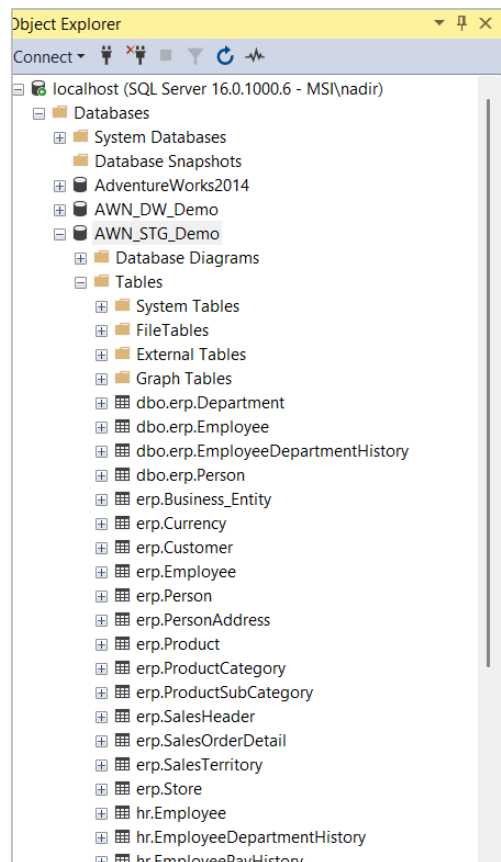 Object Explorer
Connect
localhost (SQL Server 16.0.1000.6 - MSI\nadir)
Databases
System Databases
Database Snapshots
AdventureWorks2014
AWN_DW_Demo
AWN_STG_Demo
Database Diagrams
Tables
System Tables
FileTables
External Tables
Graph Tables
dbo.erp.Department
dbo.erp.Employee
dbo.erp.EmployeeDepartmentHistory
dbo.erp.Person
erp.Business_Entity
erp.Currency
erp.Customer
erp.Employee
erp.Person
erp.PersonAddress
erp.Product
erp.ProductCategory
erp.ProductSubCategory
erp.SalesHeader
erp.SalesOrderDetail
erp.SalesTerritory
erp.Store
hr.Employee
hr.EmployeeDepartmentHistory
hr.EmployeePayHistory